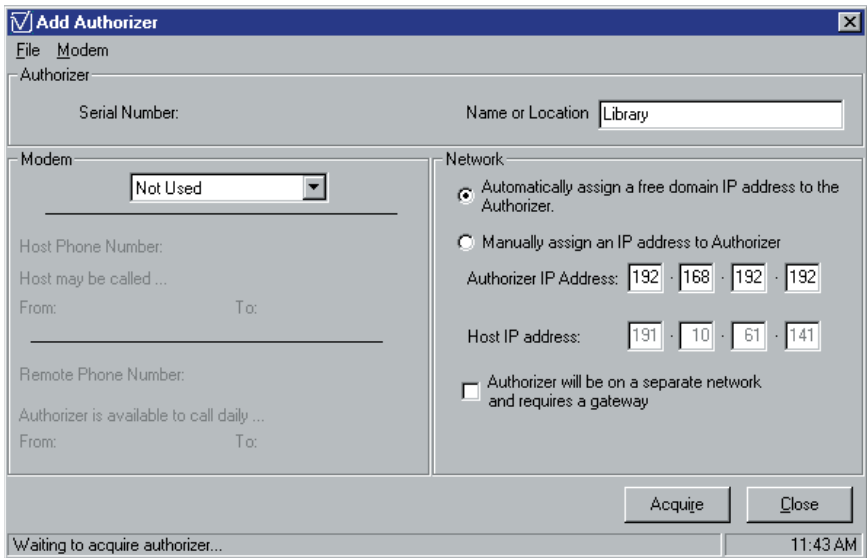 Add Authorizer
File Modem
Authorizer
Serial Number: Name or Location Library
Modem
Not Used
Host Phone Number:
Host may be called ...
From: To:
Remote Phone Number:
Authorizer is available to call daily ...
From: To:
Network
Automatically assign a free domain IP address to the
Authorizer.
Manually assign an IP address to Authorizer
Authorizer IP Address: 192 . 168 . 192 . 192
Host IP address: 191 . 10 . 61 . 141
Authorizer will be on a separate network
and requires a gateway
Acquire Close
Waiting to acquire authorizer... 11:43 AM